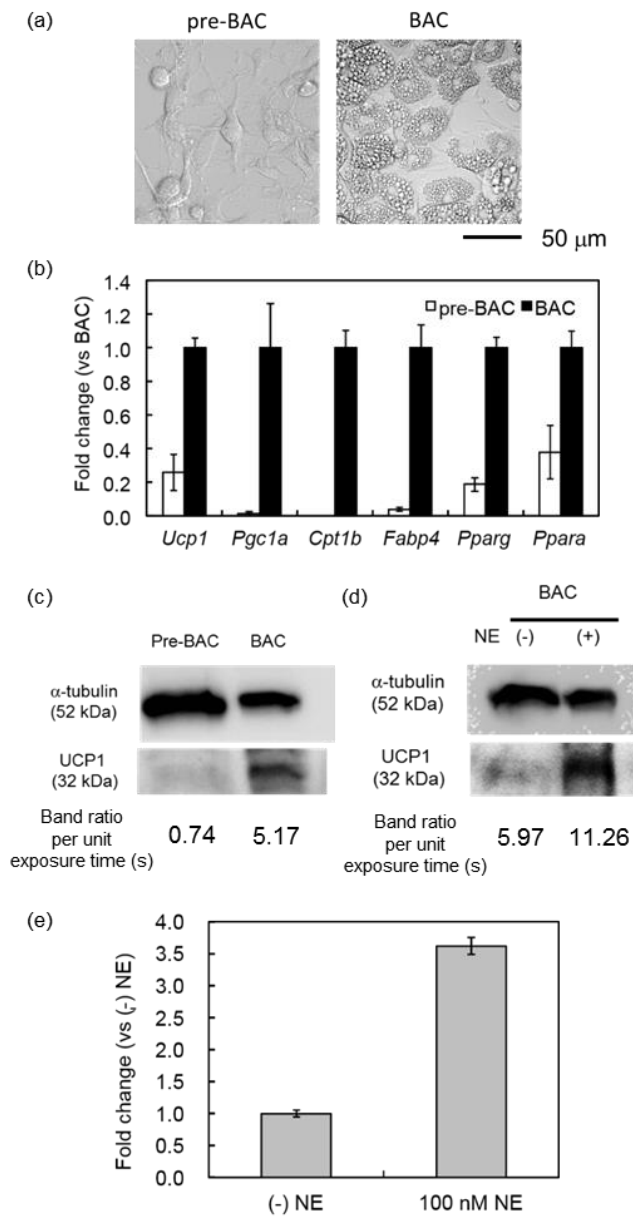 (a)
pre-BAC BAC
50 μm
(b)
Fold change (vs BAC)
1.4
1.2
1.0
0.8
0.6
0.4
0.2
0.0
pre-BAC BAC
Ucp1 Pgc1a Cpt1b Fabp4 Pparg Ppara
(c)
Pre-BAC BAC
α-tubulin
(52 kDa)
UCP1
(32 kDa)
Band ratio
per unit
exposure time (s)
0.74 5.17
(d)
BAC
NE (-) (+)
α-tubulin
(52 kDa)
UCP1
(32 kDa)
Band ratio
per unit
exposure time (s)
5.97 11.26
(e)
Fold change (vs (-) NE)
4.0
3.5
3.0
2.5
2.0
1.5
1.0
0.5
0.0
(-) NE 100 nM NE